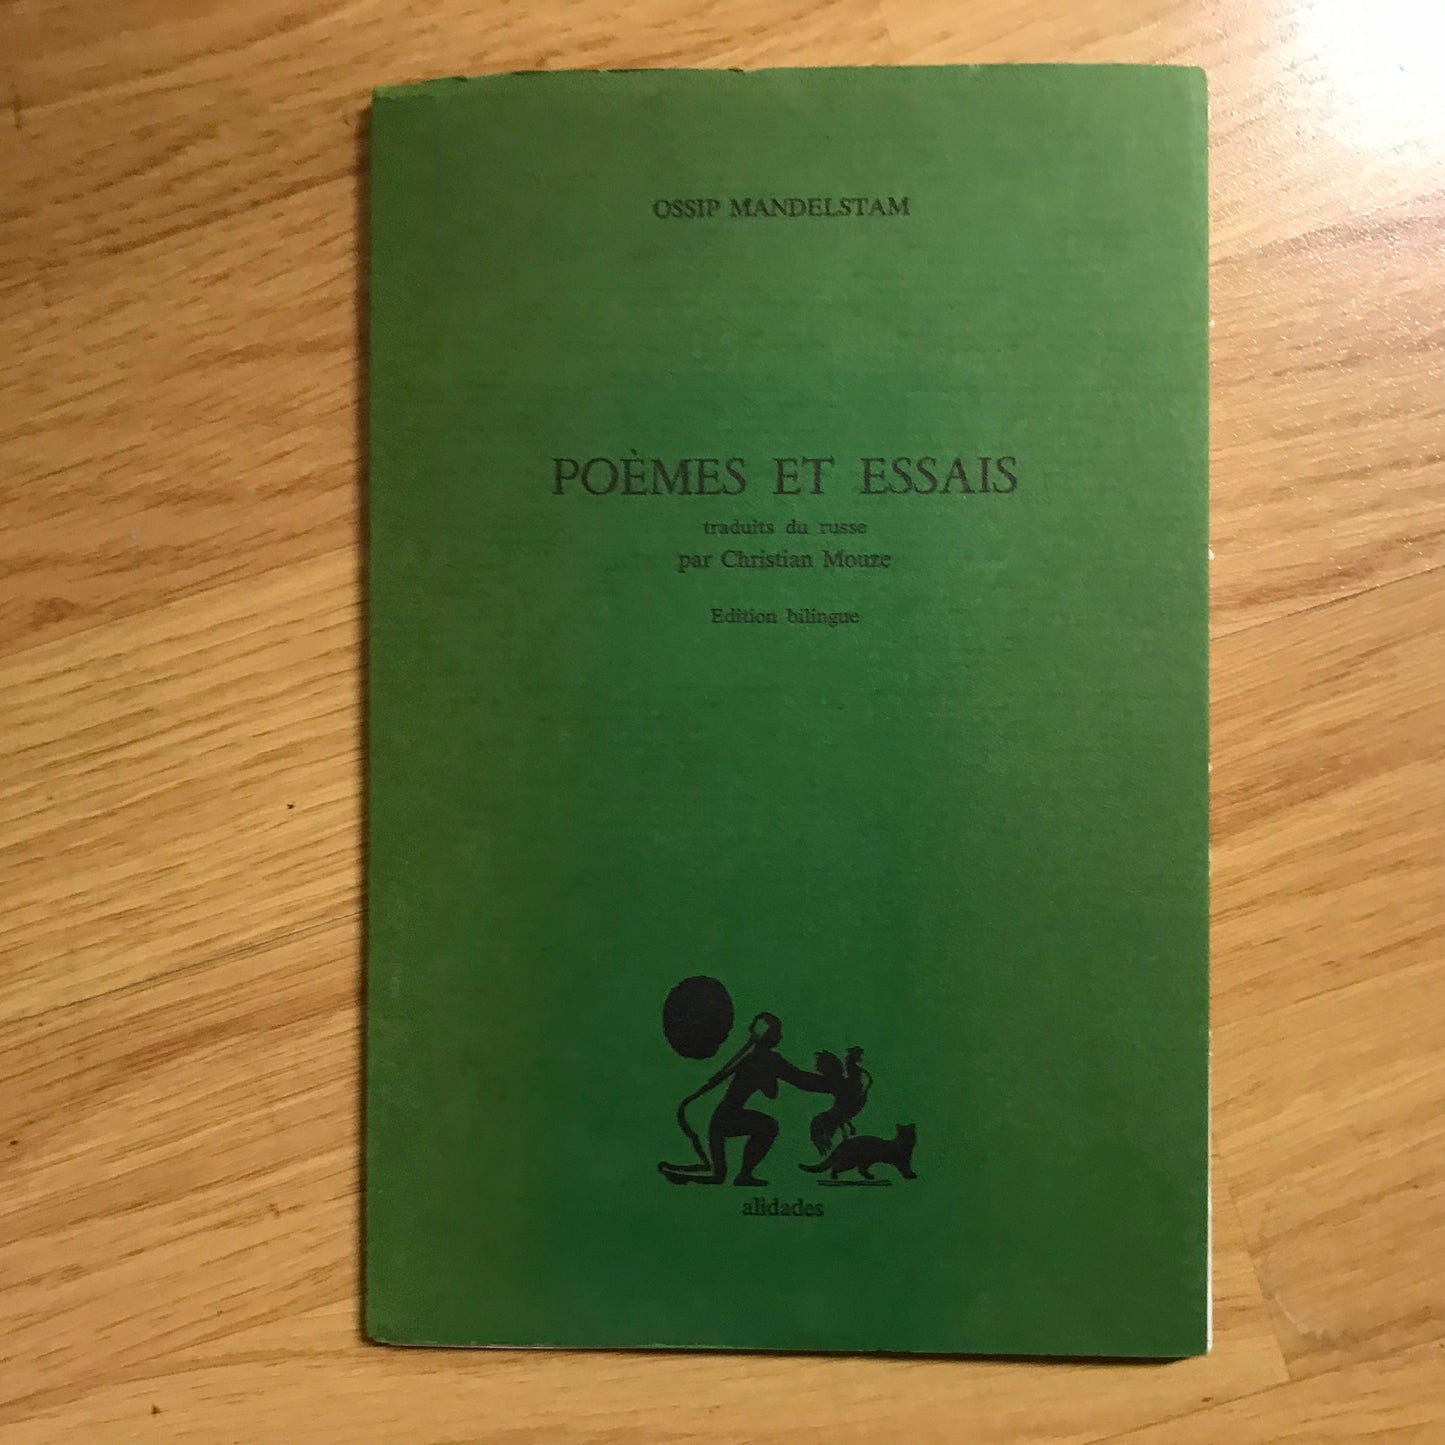 OSSIP MANDELSTAM
POÈMES ET ESSAIS
traduits du russe
par Christian Mouze
Edition bilingue
alidades